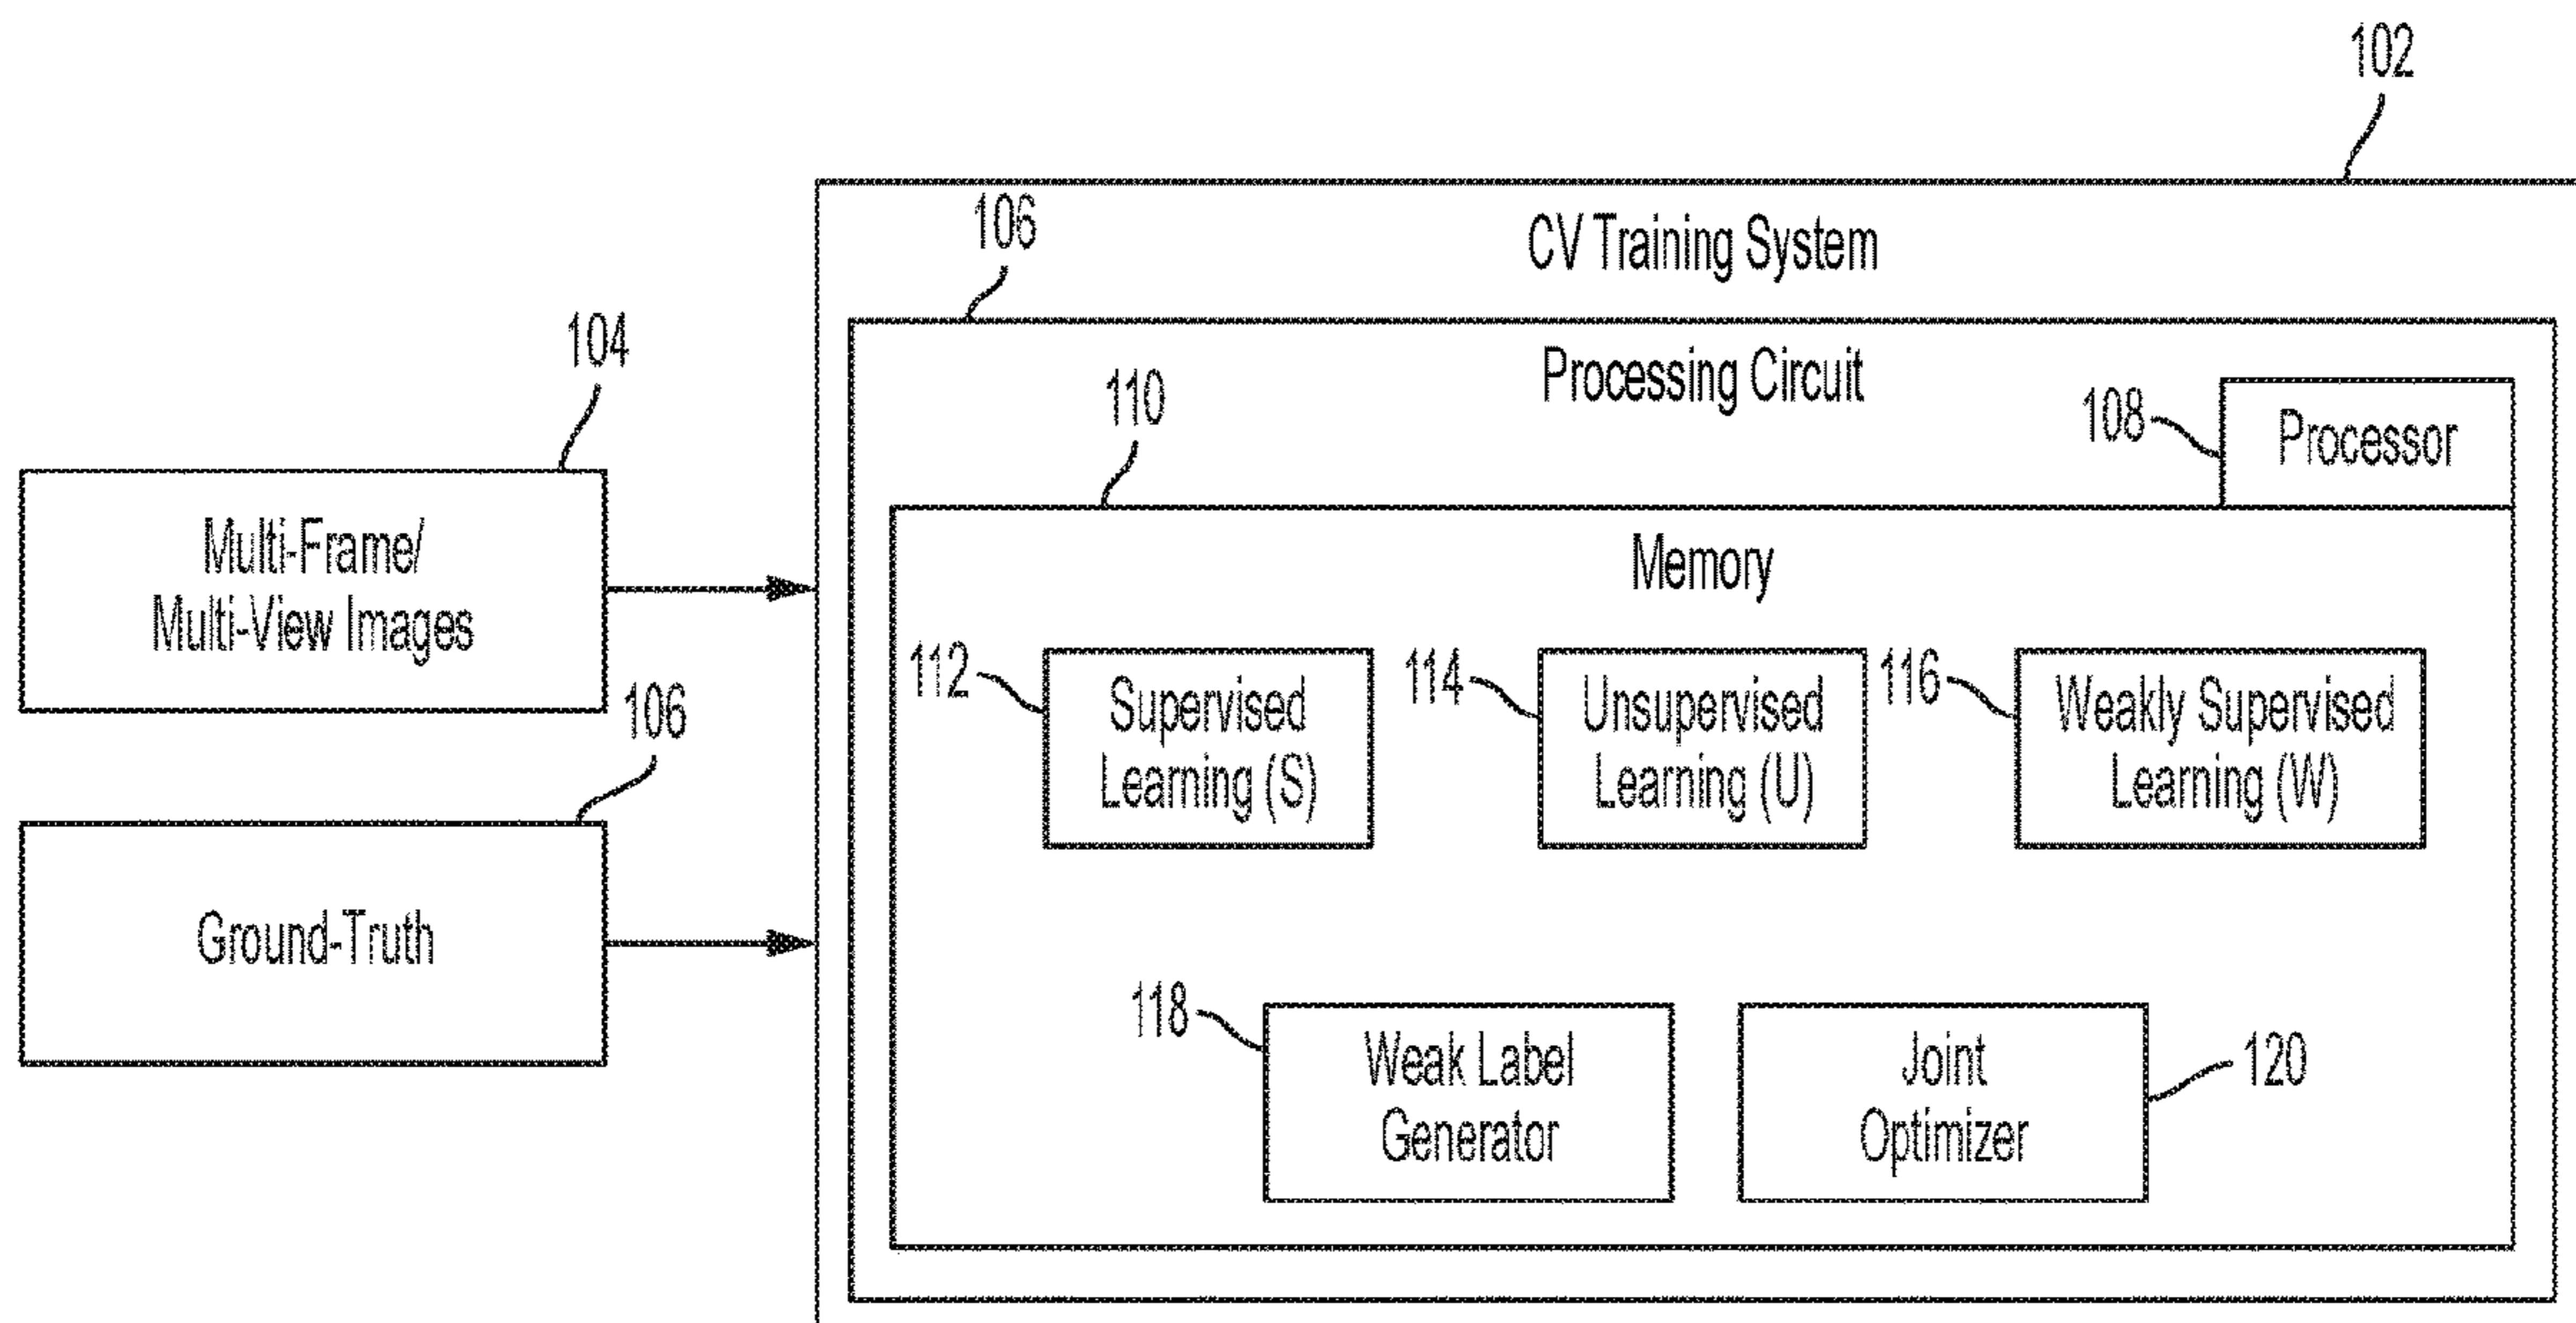 102
CV Training System
106
Processing Circuit
104
110
108
Processor
Multi-Frame/
Multi-View Images
Memory
106
112
Supervised
Learning (S)
114
Unsupervised
Learning (U)
116
Weakly Supervised
Learning (W)
Ground-Truth
118
Weak Label
Generator
Joint
Optimizer
120